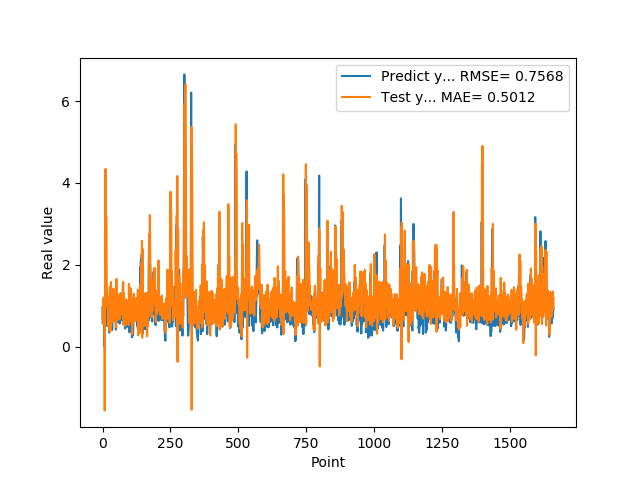 Predict y... RMSE= 0.7568
Test y... MAE= 0.5012
6
4
2
0
Real value
0 250 500 750 1000 1250 1500
Point